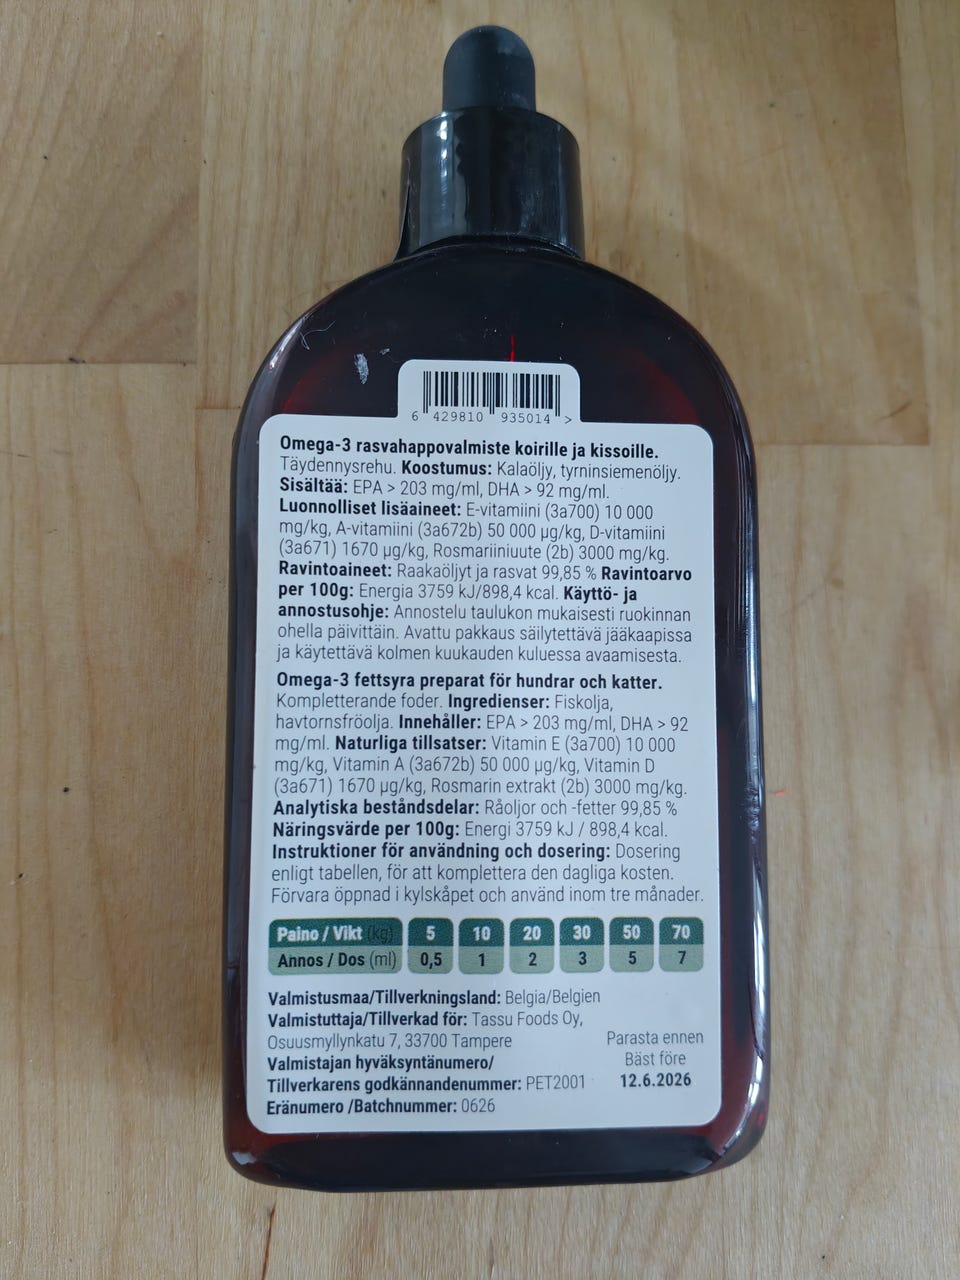 6 429810 935014 >
Omega-3 rasvahappovalmiste koirille ja kissoille.
Täydennysrehu. Koostumus: Kalaöljy, tyrninsiemenöljy.
Sisältää: EPA > 203 mg/ml, DHA > 92 mg/ml.
Luonnolliset lisäaineet: E-vitamiini (3a700) 10 000
mg/kg, A-vitamiini (3a672b) 50 000 µg/kg, D-vitamiini
(3a671) 1670 µg/kg, Rosmariiniuute (2b) 3000 mg/kg.
Ravintoaineet: Raakaöljyt ja rasvat 99,85 % Ravintoarvo
per 100g: Energia 3759 kJ/898,4 kcal. Käyttö- ja
annostusohje: Annostelu taulukon mukaisesti ruokinnan
ohella päivittäin. Avattu pakkaus säilytettävä jääkaapissa
ja käytettävä kolmen kuukauden kuluessa avaamisesta.
Omega-3 fettsyra preparat för hundrar och katter.
Kompletterande foder. Ingredienser: Fiskolja,
havtornsfröolja. Innehåller: EPA > 203 mg/ml, DHA > 92
mg/ml. Naturliga tillsatser: Vitamin E (3a700) 10 000
mg/kg, Vitamin A (3a672b) 50 000 µg/kg, Vitamin D
(3a671) 1670 µg/kg, Rosmarin extrakt (2b) 3000 mg/kg.
Analytiska beståndsdelar: Råoljor och -fetter 99,85 %
Näringsvärde per 100g: Energi 3759 kJ / 898,4 kcal.
Instruktioner för användning och dosering: Dosering
enligt tabellen, för att komplettera den dagliga kosten.
Förvara öppnad i kylskåpet och använd inom tre månader.
Paino / Vikt (kg) 5 10 20 30 50 70
Annos / Dos (ml) 0,5 1 2 3 5 7
Valmistusmaa/Tillverkningsland: Belgia/Belgien
Valmistuttaja/Tillverkad för: Tassu Foods Oy,
Osuusmyllynkatu 7, 33700 Tampere
Valmistajan hyväksyntänumero/
Tillverkarens godkännandenummer: PET2001
Eränumero /Batchnummer: 0626
Parasta ennen
Bäst före
12.6.2026